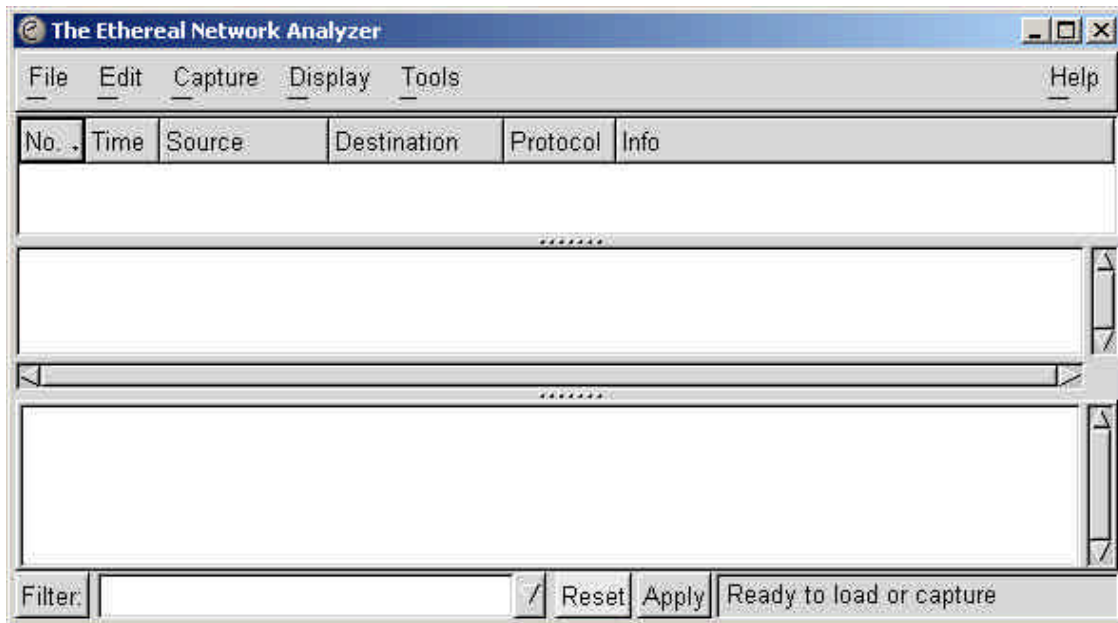 The Ethereal Network Analyzer
File Edit Capture Display Tools Help
No. Time Source Destination Protocol Info
Filter: Reset Apply Ready to load or capture